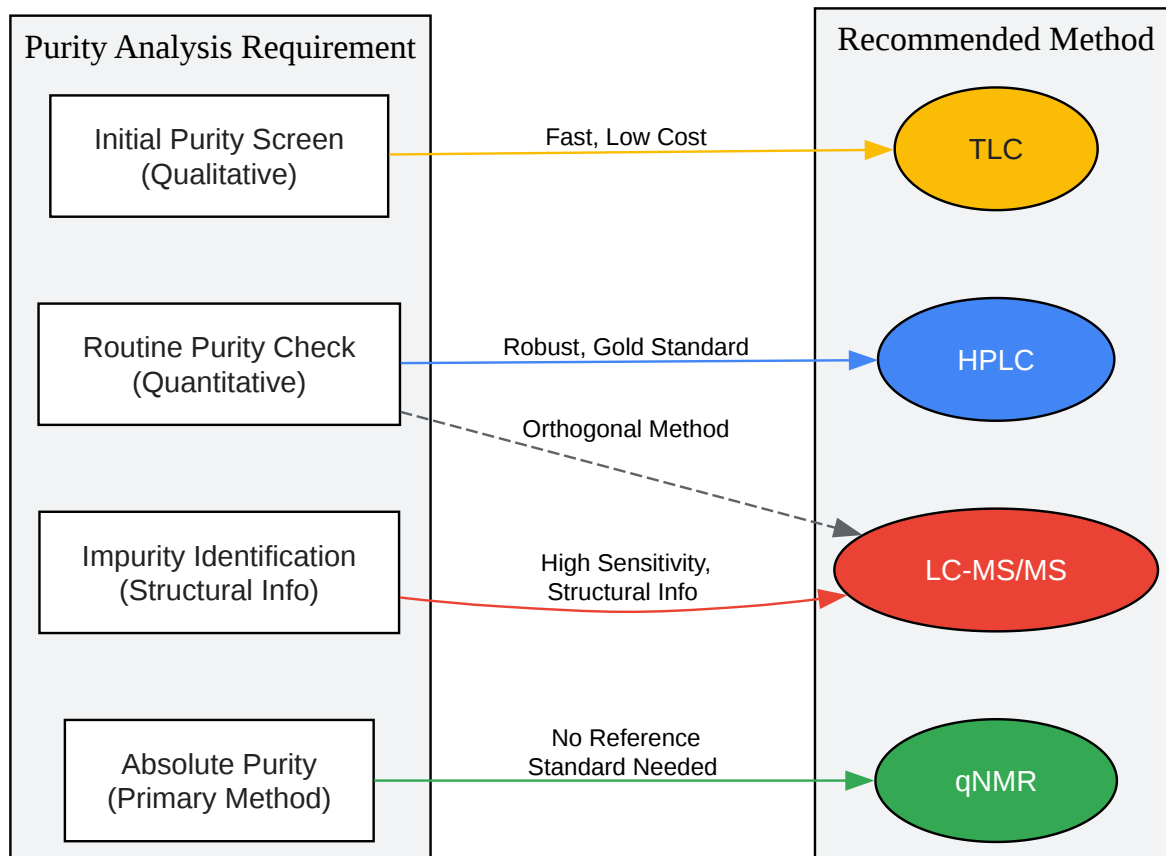 Purity Analysis Requirement
Recommended Method
Initial Purity Screen
(Qualitative)
Fast, Low Cost
TLC
Routine Purity Check
(Quantitative)
Robust, Gold Standard
HPLC
Orthogonal Method
Impurity Identification
(Structural Info)
High Sensitivity,
Structural Info
LC-MS/MS
Absolute Purity
(Primary Method)
No Reference
Standard Needed
qNMR